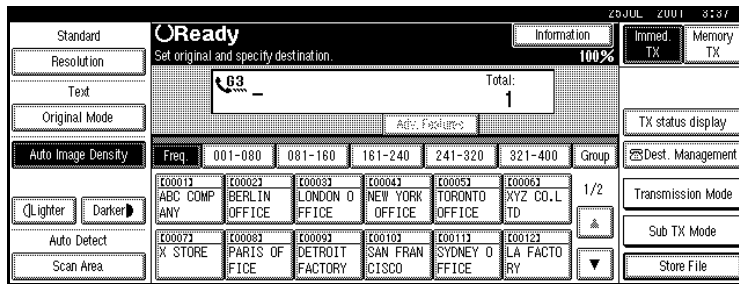 25JUL 2001 3:37
Standard
Resolution
Text
Original Mode
Auto Image Density
Lighter
Darker
Auto Detect
Scan Area
Ready
Information
Set original and specify destination.
100%
G3
Total:
1
Adv. Features
Immed. TX
Memory TX
TX status display
Dest. Management
Transmission Mode
Sub TX Mode
Store File
Freq. 001-080 081-160 161-240 241-320 321-400 Group
[0001] [0002] [0003] [0004] [0005] [0006]
ABC COMP BERLIN LONDON O NEW YORK TORONTO XYZ CO.L
ANY OFFICE FFICE OFFICE OFFICE TD
1/2
[0007] [0008] [0009] [0010] [0011] [0012]
X STORE PARIS OF DETROIT SAN FRAN SYDNEY O LA FACTO
FICE FACTORY CISCO FFICE RY